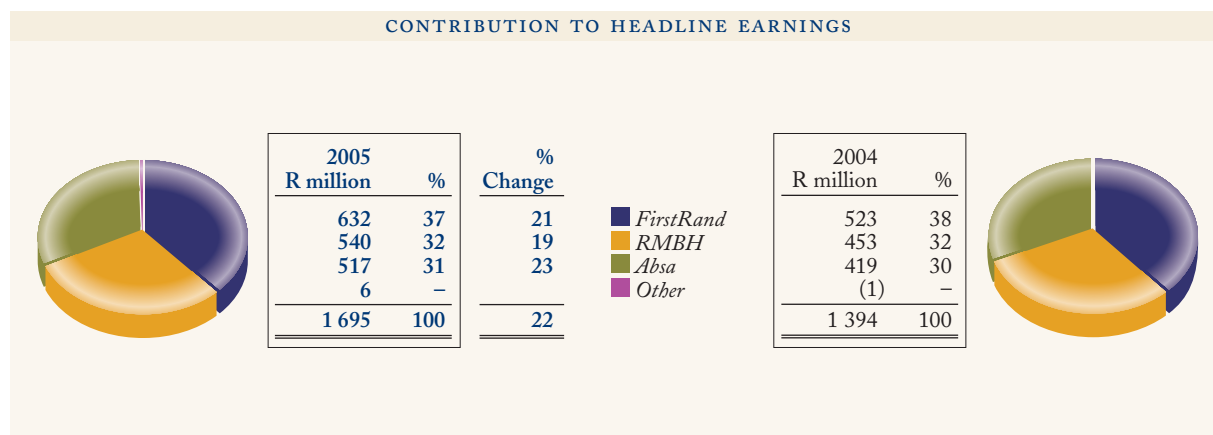 CONTRIBUTION TO HEADLINE EARNINGS
2005 % 2004
R million % Change R million %
632 37 21 FirstRand 523 38
540 32 19 RMBH 453 32
517 31 23 Absa 419 30
6 – Other (1) –
1 695 100 22 1 394 100